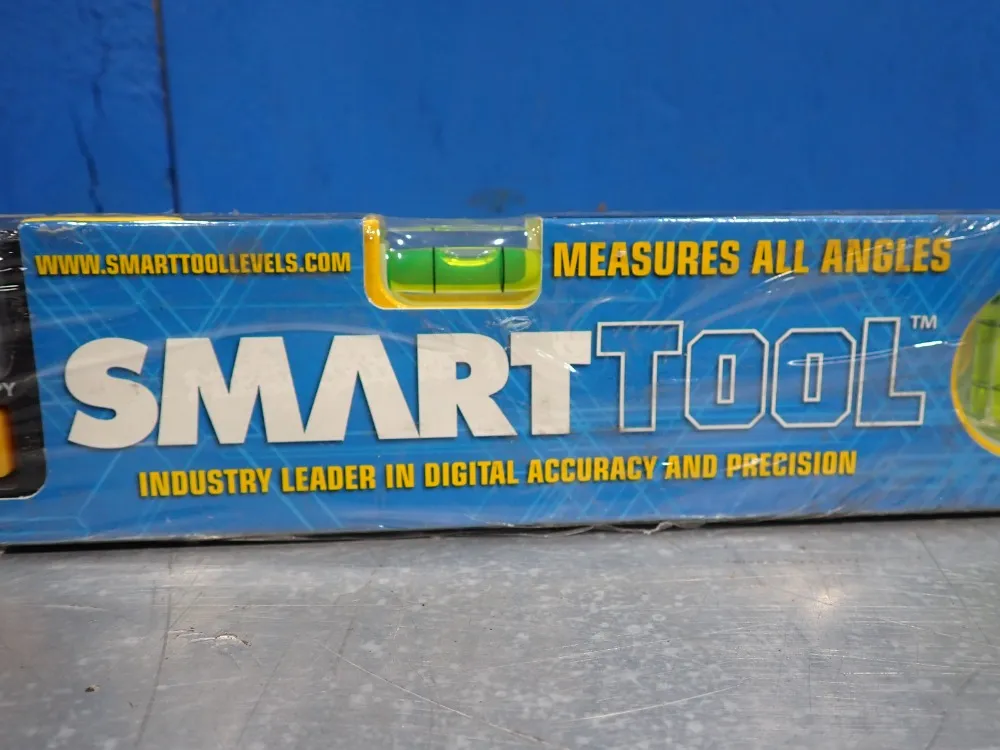 WWW.SMARTTOOLLEVELS.COM
MEASURES ALL ANGLES
SMARTTOOL™
INDUSTRY LEADER IN DIGITAL ACCURACY AND PRECISION